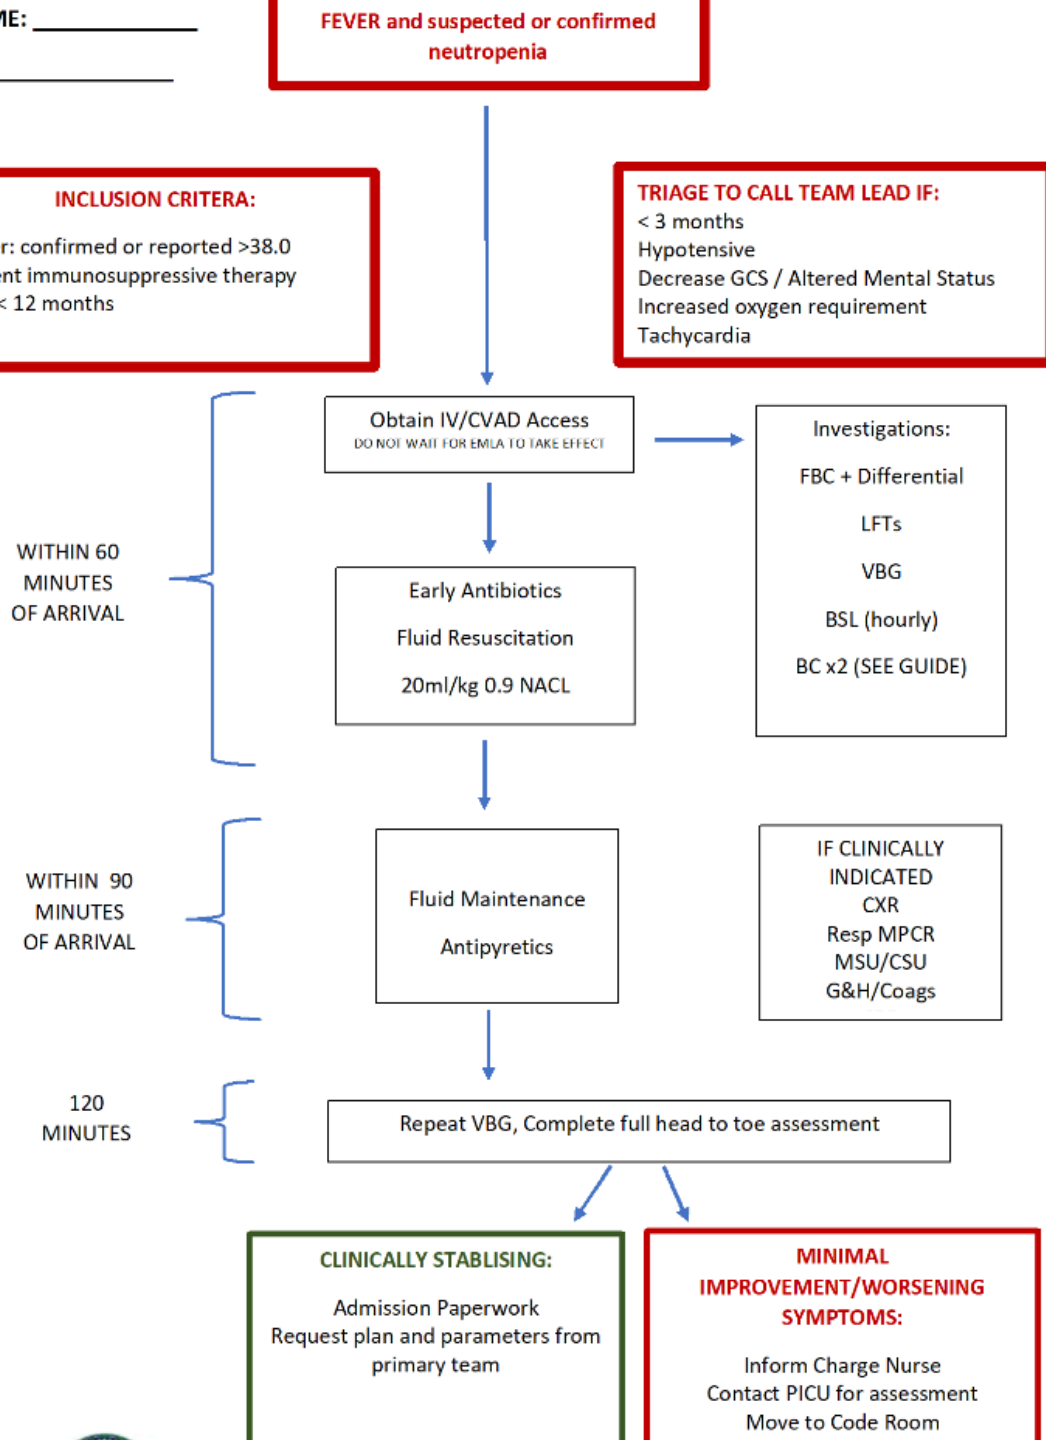 ME:
FEVER and suspected or confirmed
neutropenia
INCLUSION CRITERA:
r: confirmed or reported >38.0
ent immunosuppressive therapy
< 12 months
TRIAGE TO CALL TEAM LEAD IF:
< 3 months
Hypotensive
Decrease GCS / Altered Mental Status
Increased oxygen requirement
Tachycardia
Obtain IV/CVAD Access
DO NOT WAIT FOR EMLA TO TAKE EFFECT
Investigations:
FBC + Differential
LFTs
VBG
BSL (hourly)
BC x2 (SEE GUIDE)
WITHIN 60
MINUTES
OF ARRIVAL
Early Antibiotics
Fluid Resuscitation
20ml/kg 0.9 NACL
WITHIN 90
MINUTES
OF ARRIVAL
Fluid Maintenance
Antipyretics
IF CLINICALLY
INDICATED
CXR
Resp MPCR
MSU/CSU
G&H/Coags
120
MINUTES
Repeat VBG, Complete full head to toe assessment
CLINICALLY STABLISING:
Admission Paperwork
Request plan and parameters from
primary team
MINIMAL
IMPROVEMENT/WORSENING
SYMPTOMS:
Inform Charge Nurse
Contact PICU for assessment
Move to Code Room